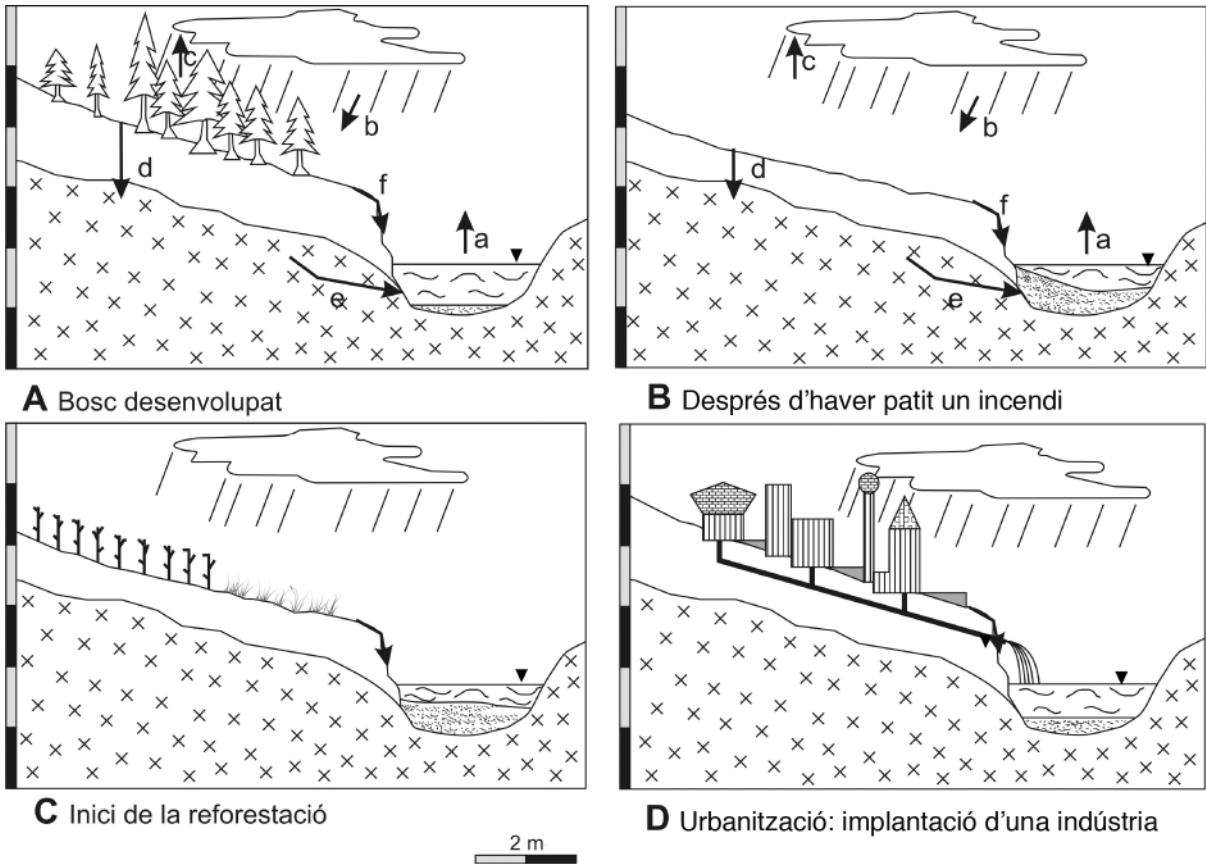 c
b
d
f
a
e
A Bosc desenvolupat
c
b
d
f
a
e
B Després d'haver patit un incendi
C Inici de la reforestació
D Urbanització: implantació d'una indústria
2 m